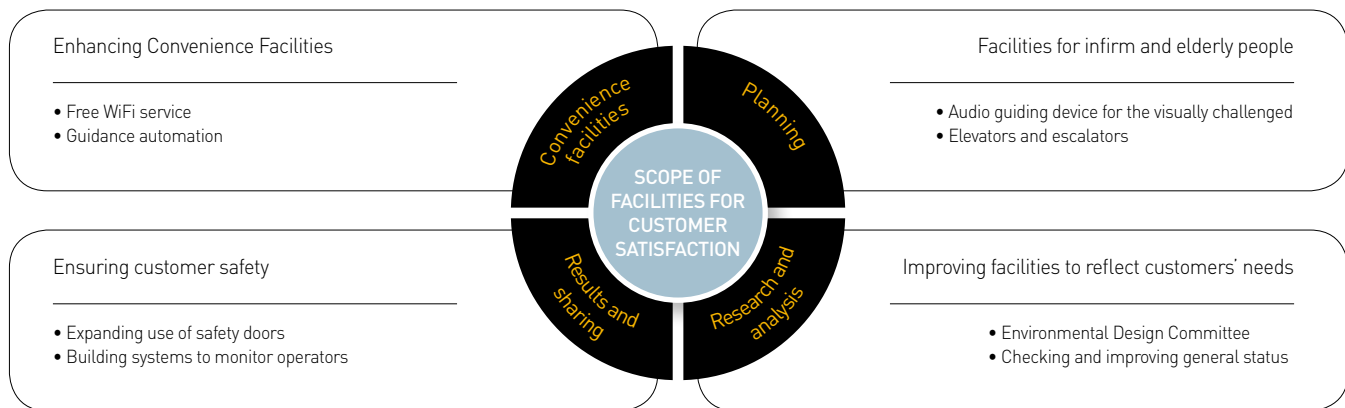 Enhancing Convenience Facilities
• Free WiFi service
• Guidance automation
Facilities for infirm and elderly people
• Audio guiding device for the visually challenged
• Elevators and escalators
Convenience
facilities
Planning
SCOPE OF
FACILITIES FOR
CUSTOMER
SATISFACTION
Results and
sharing
Research and
analysis
Ensuring customer safety
• Expanding use of safety doors
• Building systems to monitor operators
Improving facilities to reflect customers’ needs
• Environmental Design Committee
• Checking and improving general status